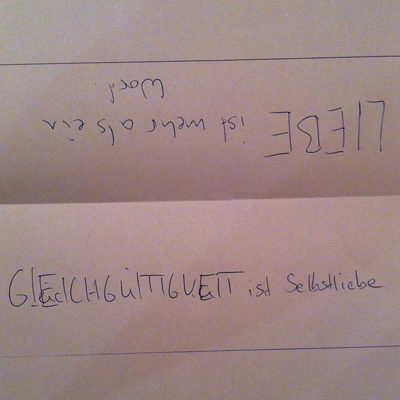 LIEBE ist mehr als ein
Wort.
GLEICHGÜLTIGKEIT ist Selbstliebe